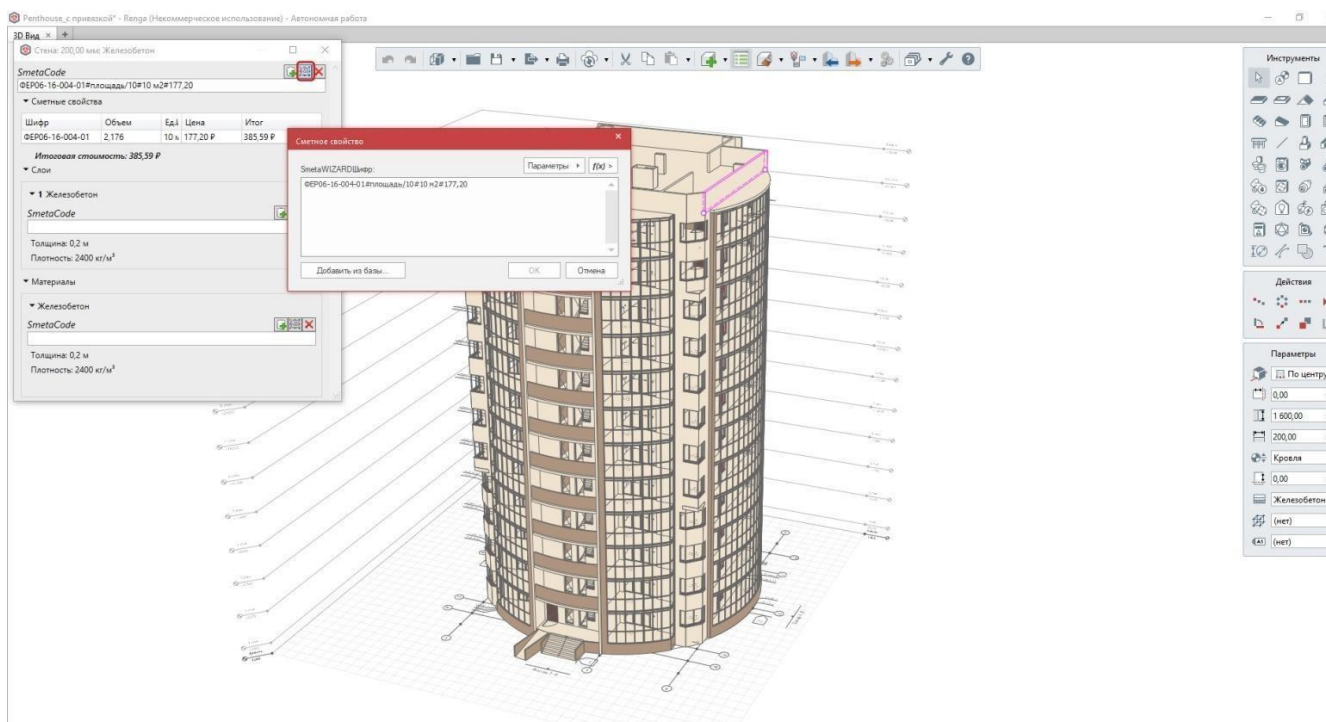 Penthouse_с привязкой* - Renga (Некоммерческое использование) - Автономная работа
3D Вид × +
Стена: 200,00 мм: Железобетон
SmetaCode
ФЕР06-16-004-01#площадь/10#10 м2#177,20
Сметные свойства
Шифр Объем Ед. Цена Итог
ФЕР06-16-004-01 2,176 10 177,20 ₽ 385,59 ₽
Итоговая стоимость: 385,59 ₽
Слои
1 Железобетон
SmetaCode
Толщина: 0,2 м
Плотность: 2400 кг/м³
Материалы
Железобетон
SmetaCode
Толщина: 0,2 м
Плотность: 2400 кг/м³
Сметное свойство
SmetaWIZARDШифр:
Параметры
f(x) >
ФЕР06-16-004-01#площадь/10#10 м2#177,20
Добавить из базы...
OK
Отмена
Инструменты
Действия
Параметры
По центру
0,00
1 600,00
200,00
Кровля
0,00
Железобетон
(нет)
(нет)